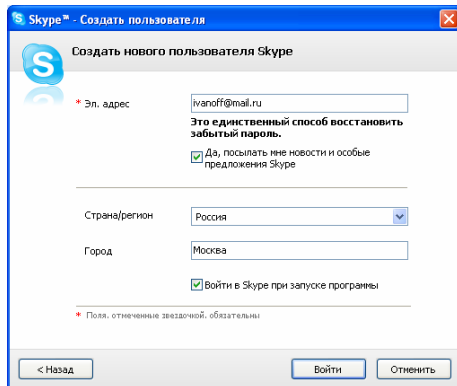 Skype™ - Создать пользователя
Создать нового пользователя Skype
* Эл. адрес
ivanoff@mail.ru
Это единственный способ восстановить
забытый пароль.
Да, посылать мне новости и особые
предложения Skype
Страна/регион
Россия
Город
Москва
Войти в Skype при запуске программы
* Поля, отмеченные звездочкой, обязательны
< Назад
Войти
Отменить